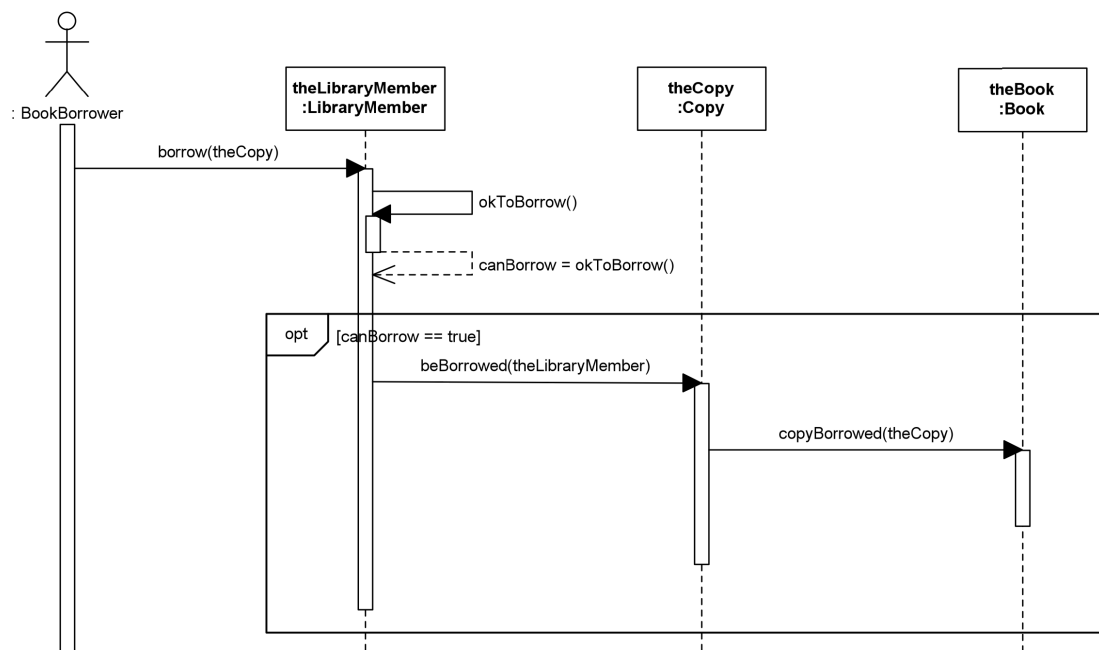 : BookBorrower
theLibraryMember
:LibraryMember
theCopy
:Copy
theBook
:Book
borrow(theCopy)
okToBorrow()
canBorrow = okToBorrow()
opt
[canBorrow == true]
beBorrowed(theLibraryMember)
copyBorrowed(theCopy)